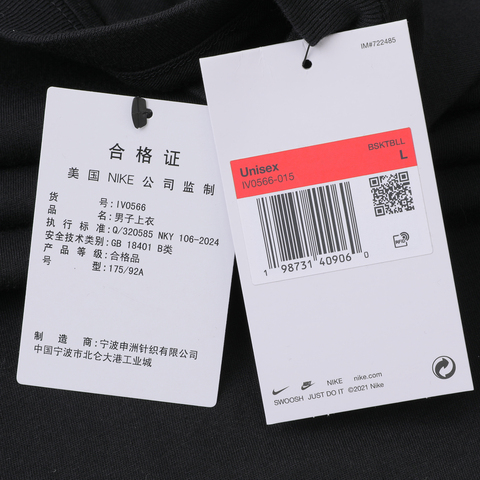 合格证
美国 NIKE 公司监制
货号:IV0566
品名:男子上衣
执行标准:Q/320585 NKY 106-2024
安全技术类别:GB 18401 B类
产品等级:合格品
号型:175/92A
制造商:宁波申洲针织有限公司
中国宁波市北仑大港工业城
IM#722485
BSKTBLL
Unisex L
IV0566-015
1 98731 40906 0
RFID
NIKE nike.com
SWOOSH JUST DO IT ©2021 Nike